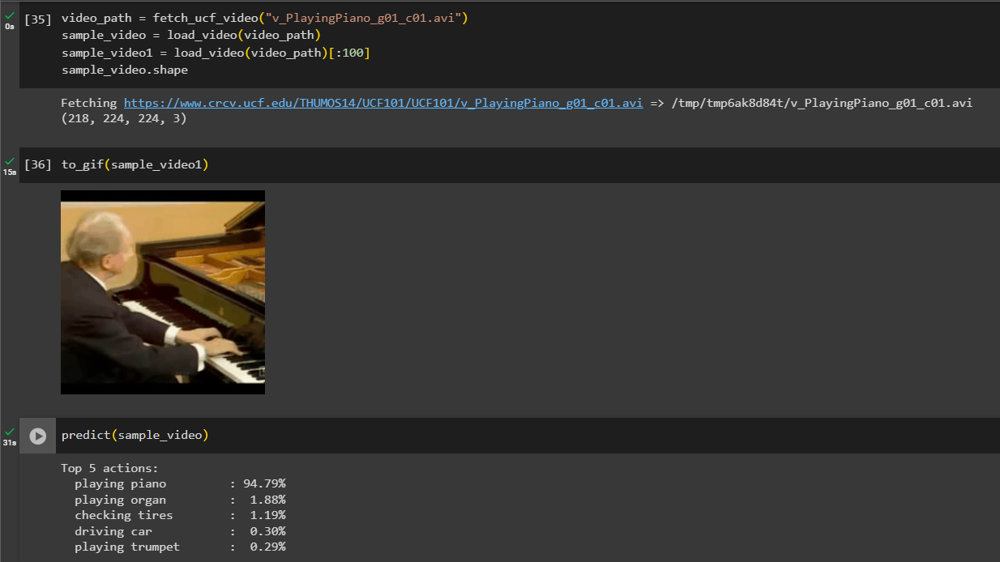 [35] video_path = fetch_ucf_video("v_PlayingPiano_g01_c01.avi")
0s
sample_video = load_video(video_path)
sample_video1 = load_video(video_path)[:100]
sample_video.shape
Fetching https://www.crcv.ucf.edu/THUMOS14/UCF101/UCF101/v_PlayingPiano_g01_c01.avi => /tmp/tmp6ak8d84t/v_PlayingPiano_g01_c01.avi
(218, 224, 224, 3)
[36] to_gif(sample_video1)
15s
predict(sample_video)
31s
Top 5 actions:
playing piano : 94.79%
playing organ : 1.88%
checking tires : 1.19%
driving car : 0.30%
playing trumpet : 0.29%